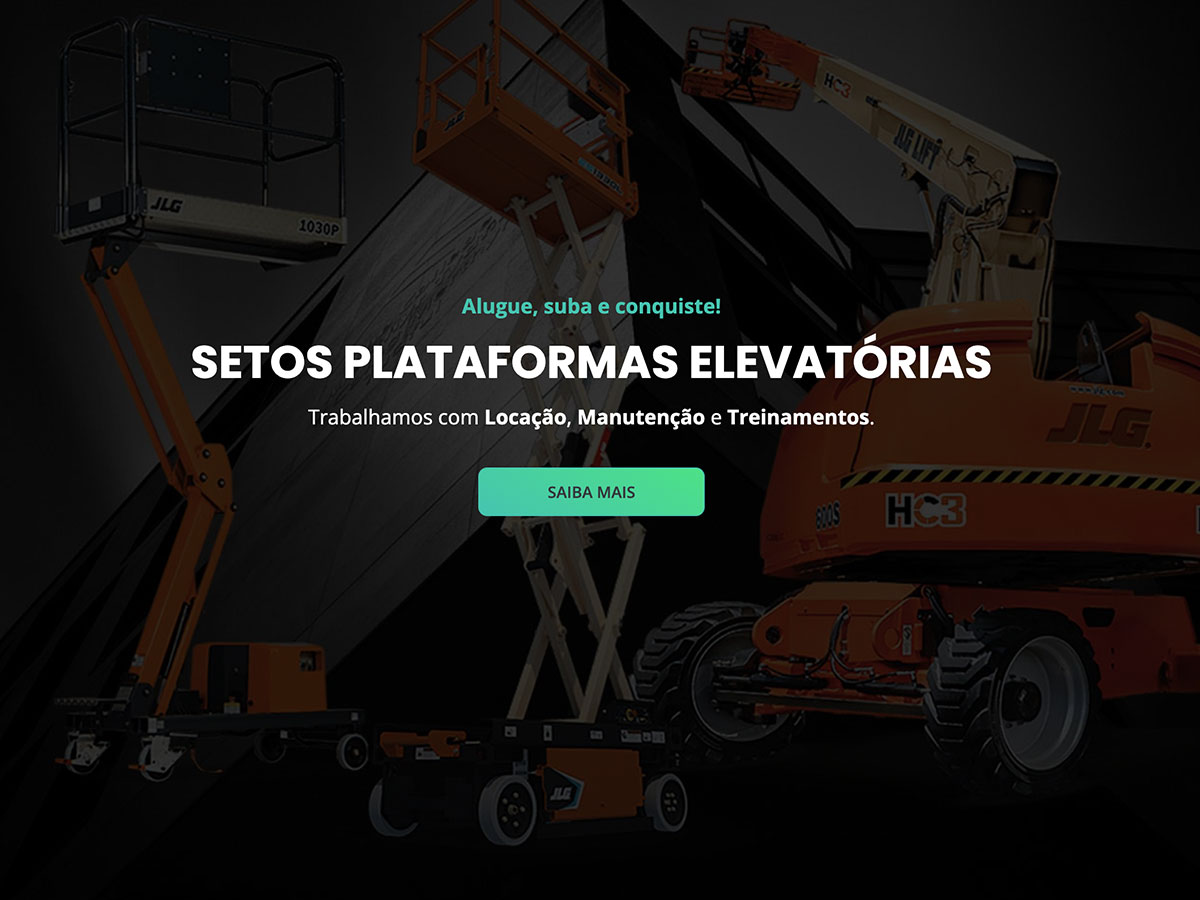 HC3
JLG LIFT
JLG
JLG
1030P
Alugue, suba e conquiste!
SETOS PLATAFORMAS ELEVATÓRIAS
Trabalhamos com Locação, Manutenção e Treinamentos.
JLG
SAIBA MAIS
800S
HC3
JLG